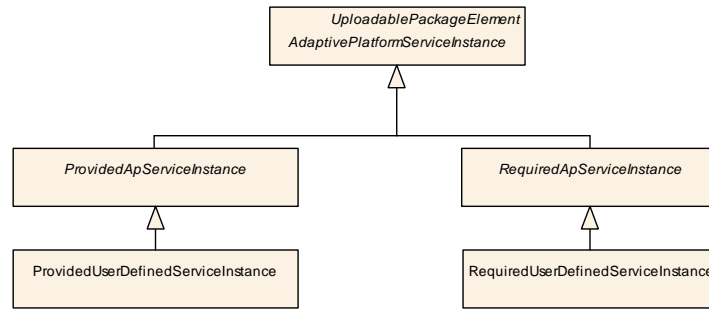 UploadablePackageElement
AdaptivePlatformServiceInstance
ProvidedApServiceInstance
RequiredApServiceInstance
ProvidedUserDefinedServiceInstance
RequiredUserDefinedServiceInstance